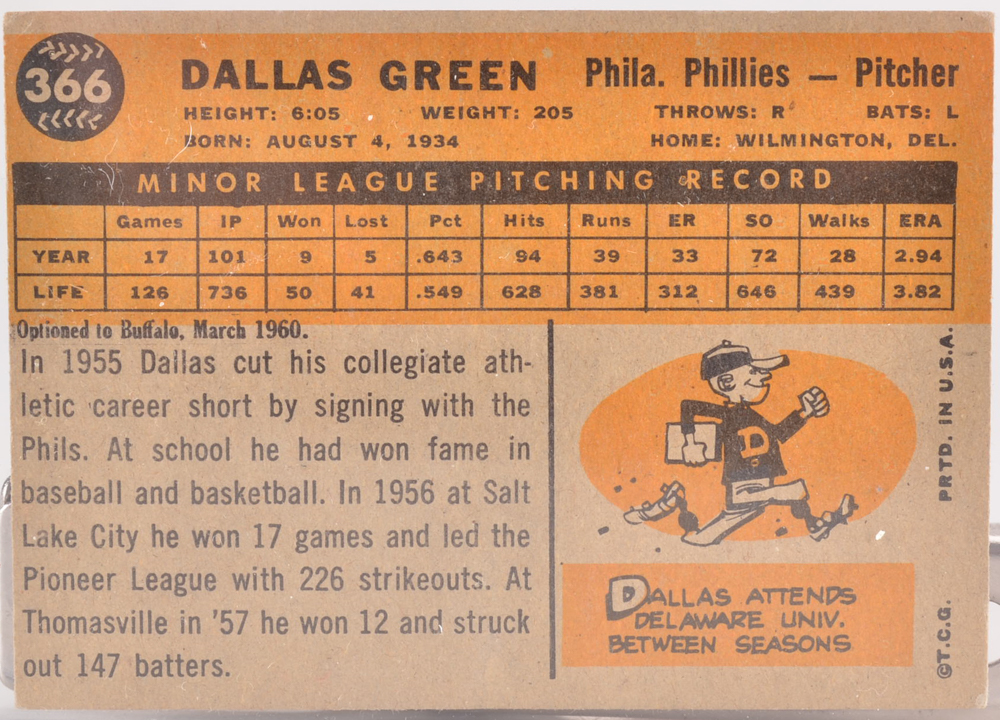 366
DALLAS GREEN Phila. Phillies — Pitcher
HEIGHT: 6:05 WEIGHT: 205 THROWS: R BATS: L
BORN: AUGUST 4, 1934 HOME: WILMINGTON, DEL.
MINOR LEAGUE PITCHING RECORD
Games IP Won Lost Pct Hits Runs ER SO Walks ERA
YEAR 17 101 9 5 .643 94 39 33 72 28 2.94
LIFE 126 736 50 41 .549 628 381 312 646 439 3.82
Optioned to Buffalo, March 1960.
In 1955 Dallas cut his collegiate ath-
letic career short by signing with the
Phils. At school he had won fame in
baseball and basketball. In 1956 at Salt
Lake City he won 17 games and led the
Pioneer League with 226 strikeouts. At
Thomasville in '57 he won 12 and struck
out 147 batters.
D
DALLAS ATTENDS
DELAWARE UNIV.
BETWEEN SEASONS
©T.C.G. PRTD. IN U.S.A.